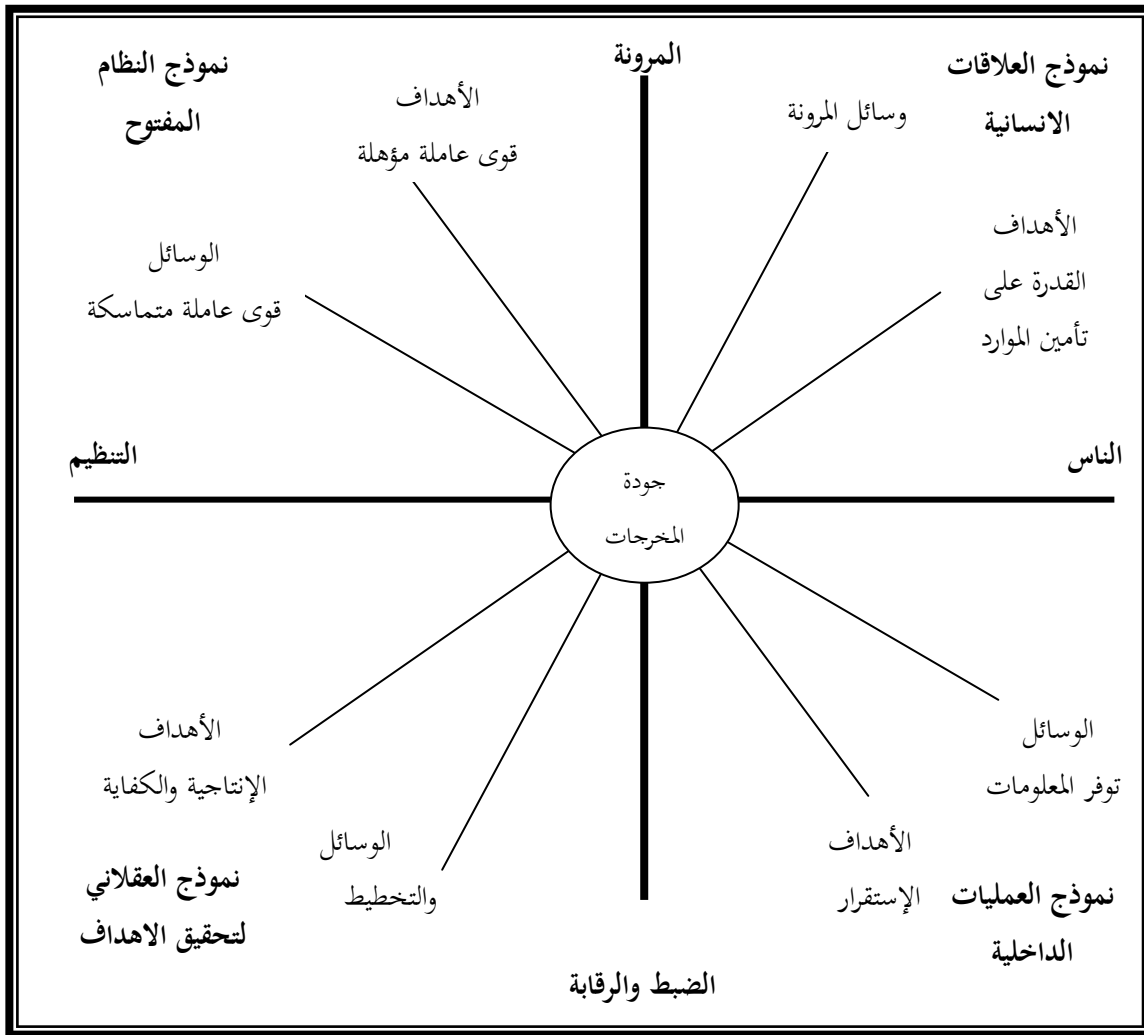 نموذج العلاقات
الانسانية
المرونة
نموذج النظام
المفتوح
وسائل المرونة
الأهداف
قوى عاملة مؤهلة
الأهداف
القدرة على
تأمين الموارد
الوسائل
قوى عاملة متماسكة
الناس
التنظيم
جودة
المخرجات
الوسائل
توفر المعلومات
الأهداف
الإنتاجية والكفاية
الأهداف
الإستقرار
الوسائل
والتخطيط
نموذج العمليات
الداخلية
نموذج العقلاني
لتحقيق الاهداف
الضبط والرقابة